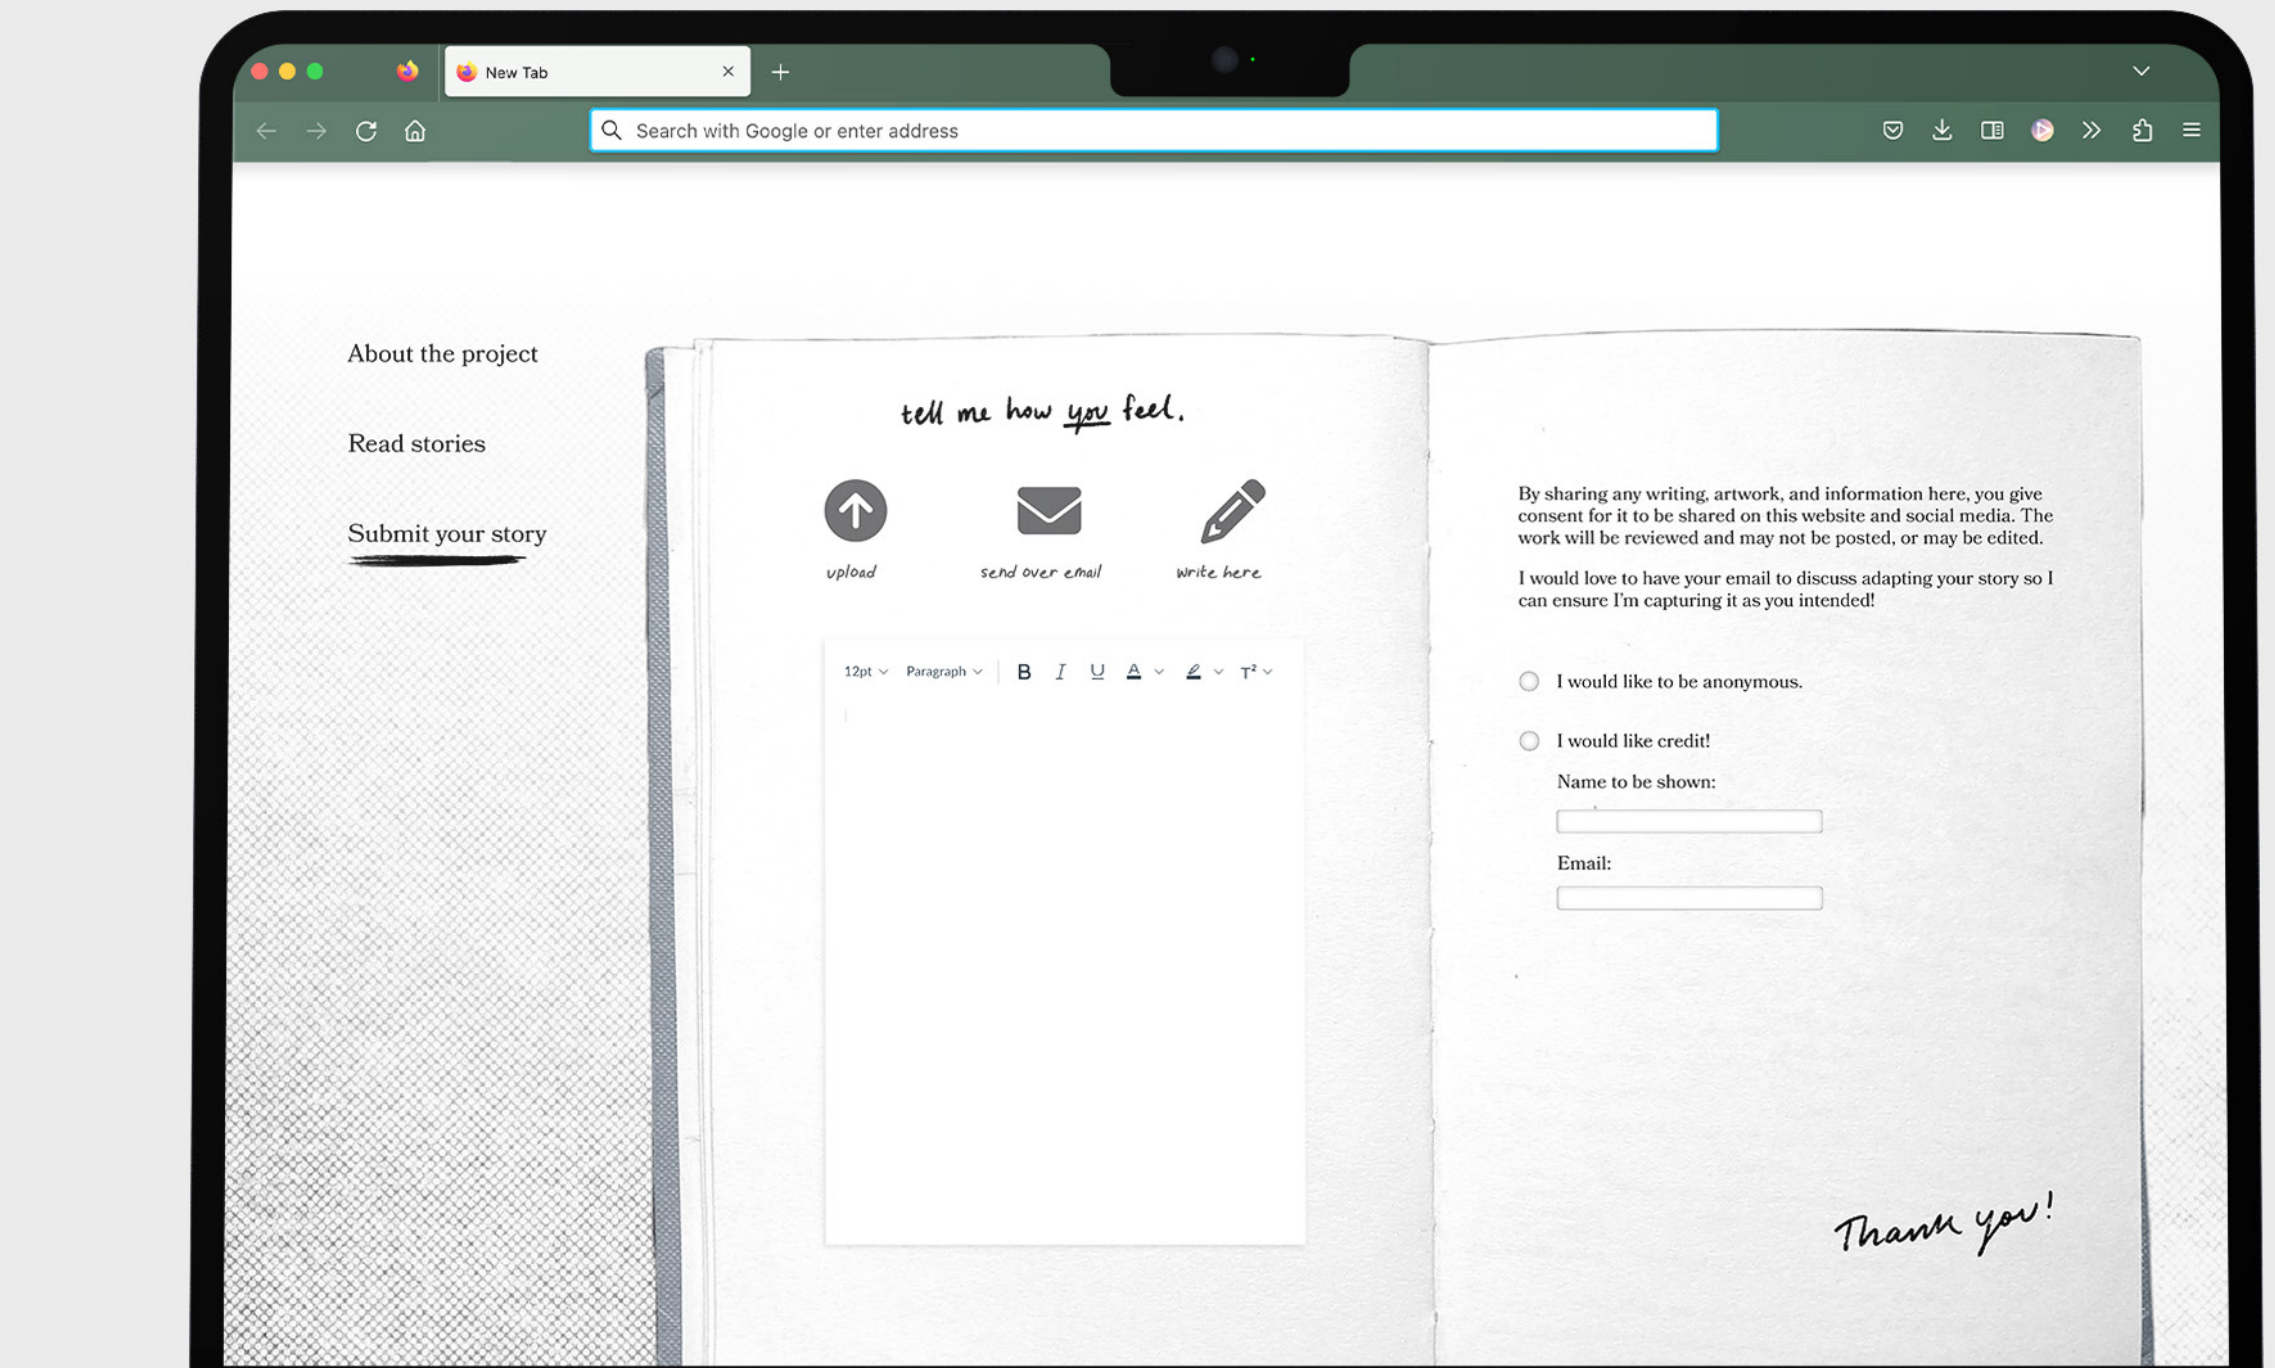 New Tab
Search with Google or enter address
About the project
Read stories
Submit your story
tell me how you feel.
upload
send over email
write here
12pt
Paragraph
B I U A T²
By sharing any writing, artwork, and information here, you give
consent for it to be shared on this website and social media. The
work will be reviewed and may not be posted, or may be edited.
I would love to have your email to discuss adapting your story so I
can ensure I'm capturing it as you intended!
I would like to be anonymous.
I would like credit!
Name to be shown:
Email:
Thank you!